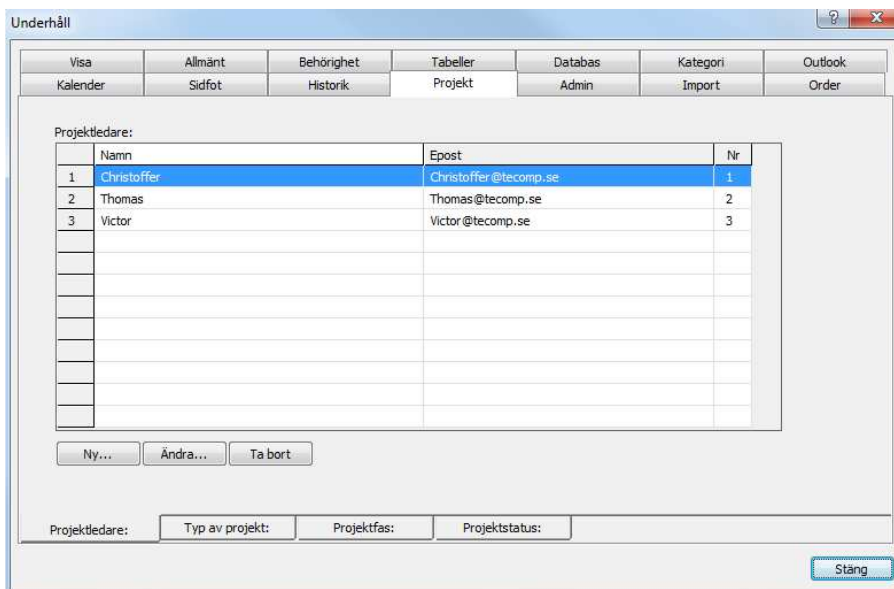 Underhåll
Visa Allmänt Behörighet Tabeller Databas Kategori Outlook
Kalender Sidfot Historik Projekt Admin Import Order
Projektledare:
Namn Epost Nr
1 Christoffer Christoffer@tecomp.se 1
2 Thomas Thomas@tecomp.se 2
3 Victor Victor@tecomp.se 3
Ny... Ändra... Ta bort
Projektledare: Typ av projekt: Projektfas: Projektstatus:
Stäng